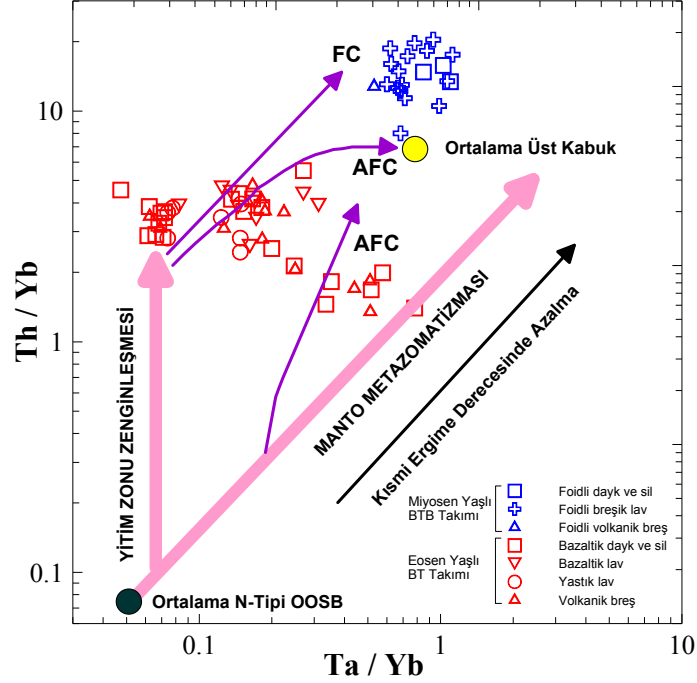 FC
10
Ortalama Üst Kabuk
AFC
AFC
Th / Yb
1
YİTİM ZONU ZENGİNLEŞMESİ
MANTO METAZOMATİZMASI
Kısmi Ergime Derecesinde Azalma
Miyosen Yaşlı
BTB Takımı
Foidli dayk ve sil
Foidli breşik lav
Foidli volkanik breş
Eosen Yaşlı
BT Takımı
Bazaltik dayk ve sil
Bazaltik lav
Yastık lav
Volkanik breş
0.1
Ortalama N-Tipi OOSB
0.1
1
10
Ta / Yb